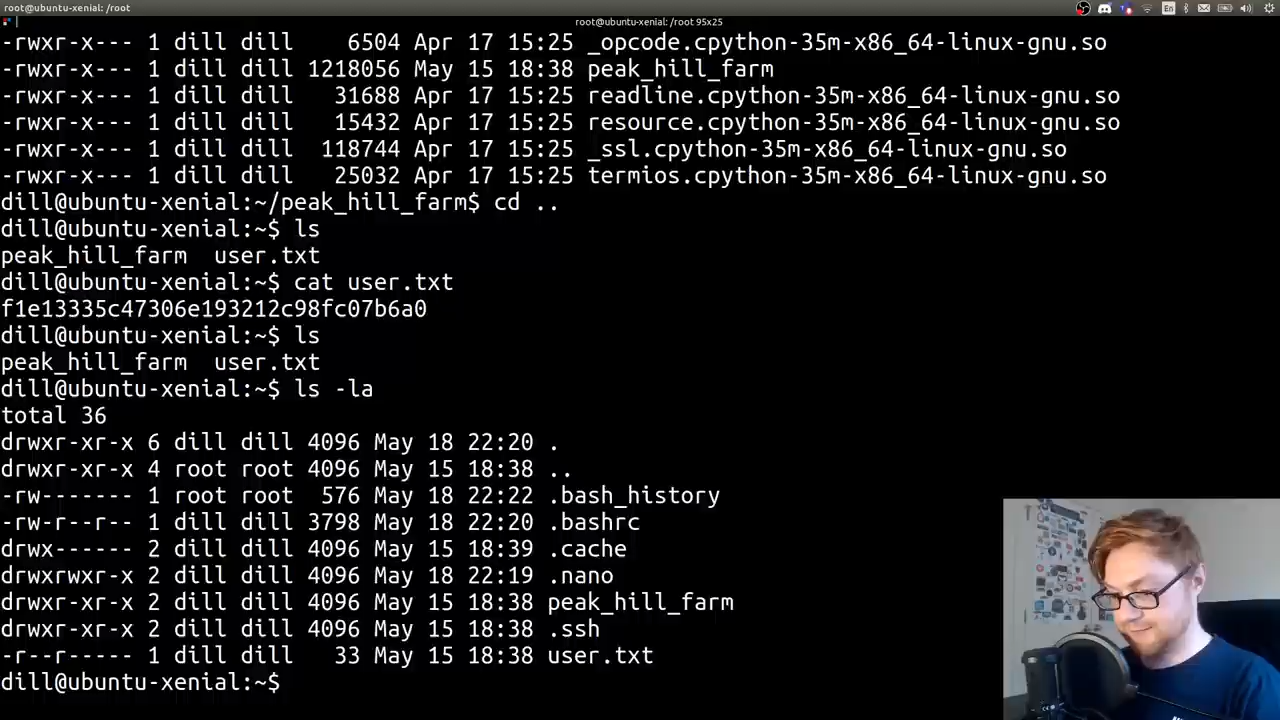 root@ubuntu-xenial: /root
En
root@ubuntu-xenial: /root 95x25
-rwxr-x--- 1 dill dill    6504 Apr 17 15:25 _opcode.cpython-35m-x86_64-linux-gnu.so
-rwxr-x--- 1 dill dill 1218056 May 15 18:38 peak_hill_farm
-rwxr-x--- 1 dill dill   31688 Apr 17 15:25 readline.cpython-35m-x86_64-linux-gnu.so
-rwxr-x--- 1 dill dill   15432 Apr 17 15:25 resource.cpython-35m-x86_64-linux-gnu.so
-rwxr-x--- 1 dill dill  118744 Apr 17 15:25 _ssl.cpython-35m-x86_64-linux-gnu.so
-rwxr-x--- 1 dill dill   25032 Apr 17 15:25 termios.cpython-35m-x86_64-linux-gnu.so
dill@ubuntu-xenial:~/peak_hill_farm$ cd ..
dill@ubuntu-xenial:~$ ls
peak_hill_farm  user.txt
dill@ubuntu-xenial:~$ cat user.txt
f1e13335c47306e193212c98fc07b6a0
dill@ubuntu-xenial:~$ ls
peak_hill_farm  user.txt
dill@ubuntu-xenial:~$ ls -la
total 36
drwxr-xr-x 6 dill dill 4096 May 18 22:20 .
drwxr-xr-x 4 root root 4096 May 15 18:38 ..
-rw------- 1 root root  576 May 18 22:22 .bash_history
-rw-r--r-- 1 dill dill 3798 May 18 22:20 .bashrc
drwx------ 2 dill dill 4096 May 15 18:39 .cache
drwxrwxr-x 2 dill dill 4096 May 18 22:19 .nano
drwxr-xr-x 2 dill dill 4096 May 15 18:38 peak_hill_farm
drwxr-xr-x 2 dill dill 4096 May 15 18:38 .ssh
-r--r----- 1 dill dill   33 May 15 18:38 user.txt
dill@ubuntu-xenial:~$